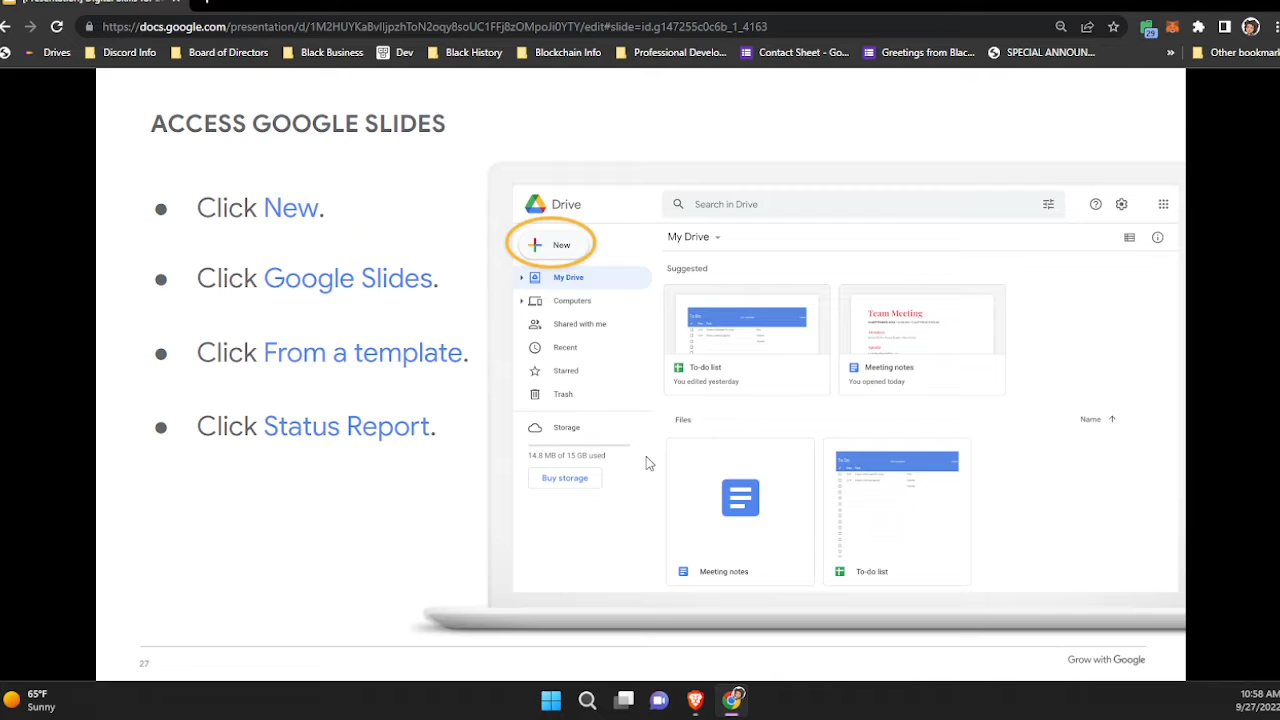 https://docs.google.com/presentation/d/1M2HUYKaBvlIjpzhToN2oqy8soUC1FFj8zOMpoJi0YTY/edit#slide=id.g147255c0c6b_1_4163
29
Drives
Discord Info
Board of Directors
Black Business
Dev
Black History
Blockchain Info
Professional Devel...
Contact Sheet - Go...
Greetings from Blac...
SPECIAL ANNOUN...
»
Other bookmar
ACCESS GOOGLE SLIDES
• Click New.
• Click Google Slides.
• Click From a template.
• Click Status Report.
Drive
Search in Drive
New
My Drive
My Drive
Computers
Shared with me
Recent
Starred
Trash
Storage
14.8 MB of 15 GB used
Buy storage
Suggested
To-do list
You edited yesterday
Team Meeting
Meeting notes
You opened today
Files
Name
Meeting notes
To-do list
27
Grow with Google
65°F
Sunny
10:58 AM
9/27/202